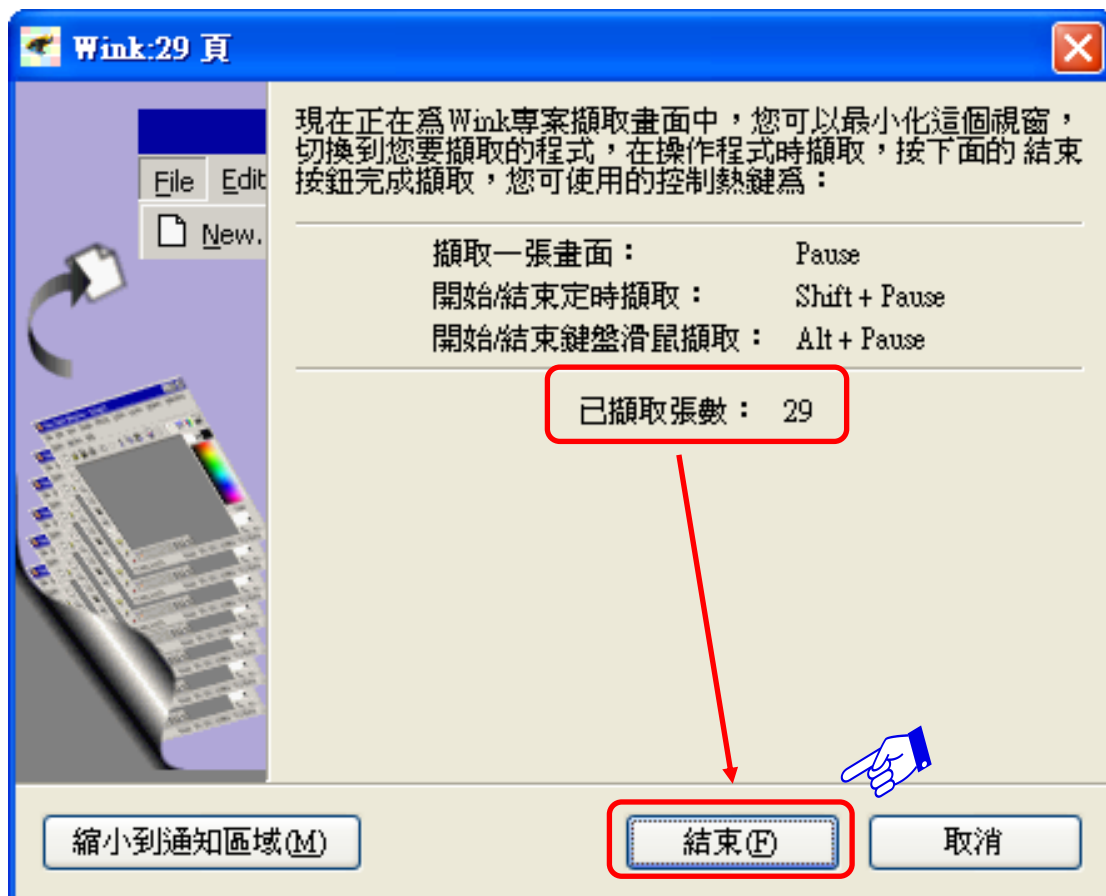 Wink:29 頁
File Edit
New.
現在正在爲Wink專案擷取畫面中，您可以最小化這個視窗，
切換到您要擷取的程式，在操作程式時擷取，按下面的 結束
按鈕完成擷取，您可使用的控制熱鍵爲：
擷取一張畫面： Pause
開始/結束定時擷取： Shift + Pause
開始/結束鍵盤滑鼠擷取： Alt + Pause
已擷取張數： 29
縮小到通知區域(M) 結束(F) 取消